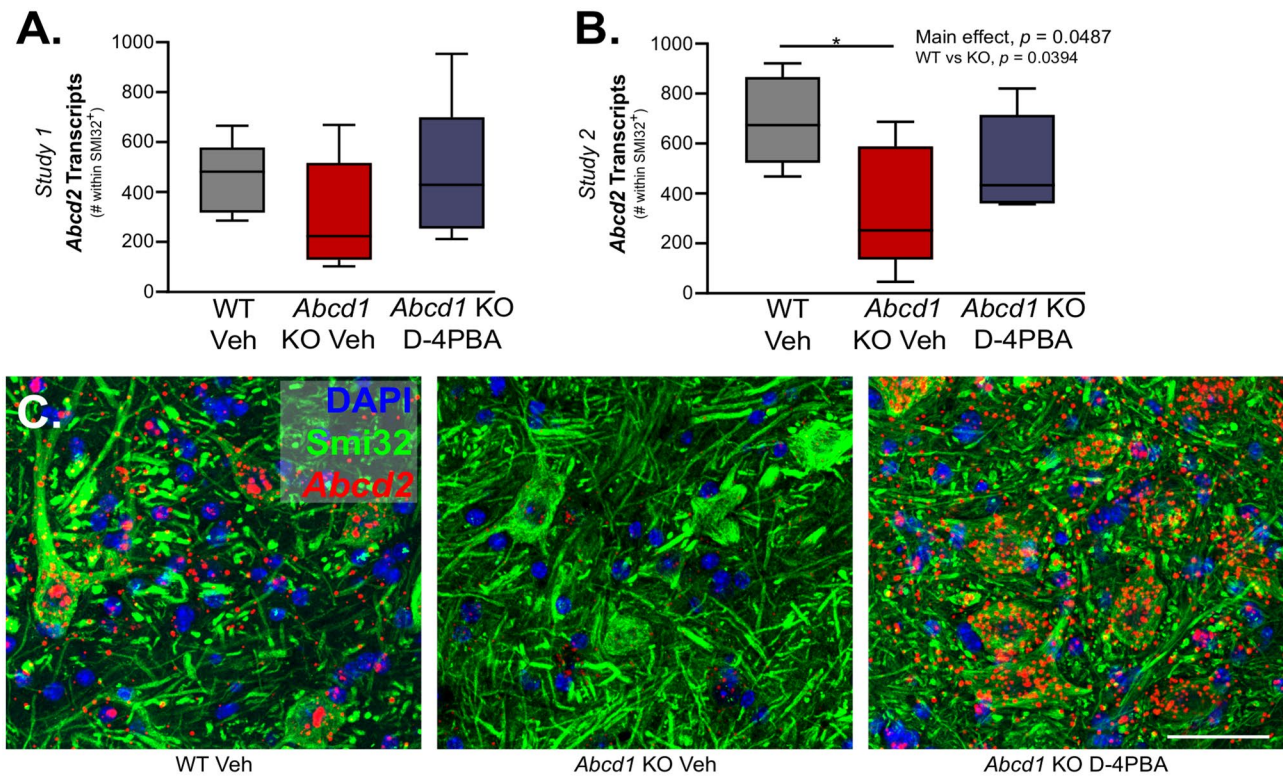 A.
Study 1
Abcd2 Transcripts
(# within SMI32+)
1000
800
600
400
200
0
WT
Veh
Abcd1
KO Veh
Abcd1 KO
D-4PBA
B.
Study 2
Abcd2 Transcripts
(# within SMI32+)
1000
800
600
400
200
0
*
Main effect, p = 0.0487
WT vs KO, p = 0.0394
WT
Veh
Abcd1
KO Veh
Abcd1 KO
D-4PBA
C.
DAPI
Smi32
Abcd2
WT Veh
Abcd1 KO Veh
Abcd1 KO D-4PBA